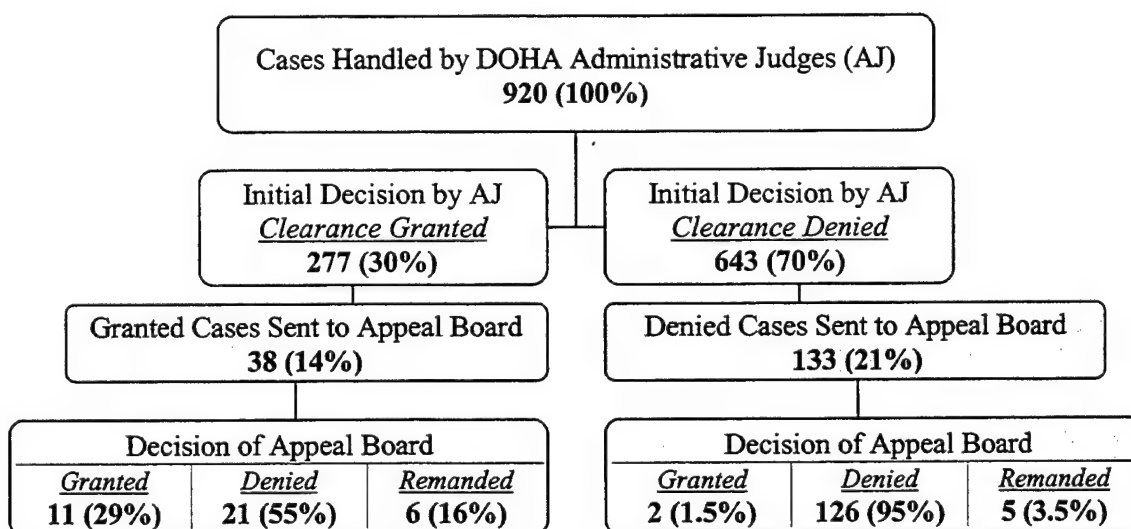 Cases Handled by DOHA Administrative Judges (AJ)
920 (100%)
Initial Decision by AJ
Clearance Granted
277 (30%)
Initial Decision by AJ
Clearance Denied
643 (70%)
Granted Cases Sent to Appeal Board
38 (14%)
Denied Cases Sent to Appeal Board
133 (21%)
Decision of Appeal Board
Granted Denied Remanded
11 (29%) 21 (55%) 6 (16%)
Decision of Appeal Board
Granted Denied Remanded
2 (1.5%) 126 (95%) 5 (3.5%)